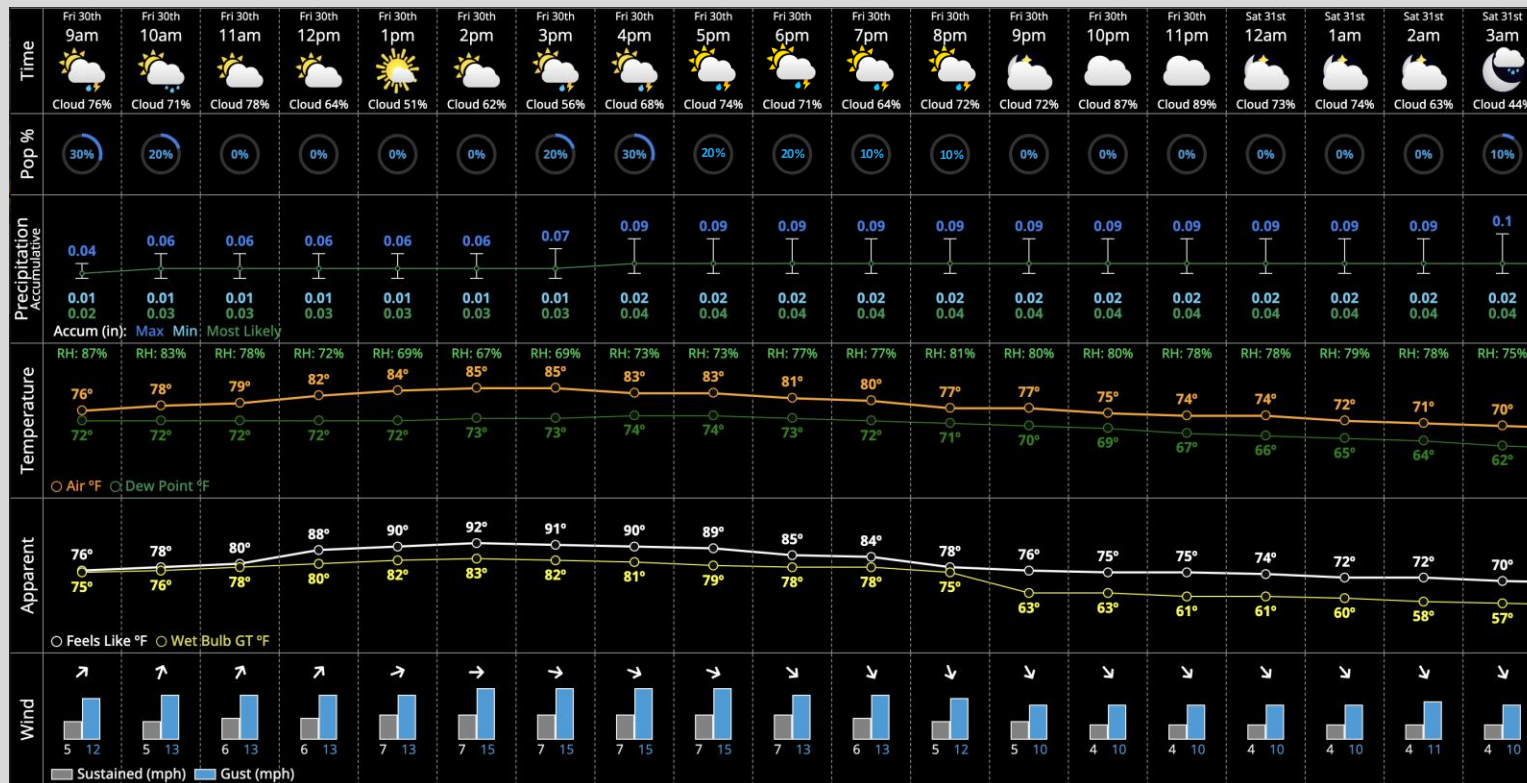 Time
Fri 30th Fri 30th Fri 30th Fri 30th Fri 30th Fri 30th Fri 30th Fri 30th Fri 30th Fri 30th Fri 30th Fri 30th Fri 30th Fri 30th Fri 30th Sat 31st Sat 31st Sat 31st Sat 31st
9am 10am 11am 12pm 1pm 2pm 3pm 4pm 5pm 6pm 7pm 8pm 9pm 10pm 11pm 12am 1am 2am 3am
Cloud 76% Cloud 71% Cloud 78% Cloud 64% Cloud 51% Cloud 62% Cloud 56% Cloud 68% Cloud 74% Cloud 71% Cloud 64% Cloud 72% Cloud 72% Cloud 87% Cloud 89% Cloud 73% Cloud 74% Cloud 63% Cloud 44%
Pop %
30% 20% 0% 0% 0% 0% 20% 30% 20% 20% 10% 10% 0% 0% 0% 0% 0% 0% 10%
Precipitation
Accumulative
0.04 0.06 0.06 0.06 0.06 0.06 0.07 0.09 0.09 0.09 0.09 0.09 0.09 0.09 0.09 0.09 0.09 0.09 0.1
0.01 0.01 0.01 0.01 0.01 0.01 0.01 0.02 0.02 0.02 0.02 0.02 0.02 0.02 0.02 0.02 0.02 0.02 0.02
0.02 0.03 0.03 0.03 0.03 0.03 0.03 0.04 0.04 0.04 0.04 0.04 0.04 0.04 0.04 0.04 0.04 0.04 0.04
Accum (in): Max Min Most Likely
Temperature
RH: 87% RH: 83% RH: 78% RH: 72% RH: 69% RH: 67% RH: 69% RH: 73% RH: 73% RH: 77% RH: 77% RH: 81% RH: 80% RH: 80% RH: 78% RH: 78% RH: 79% RH: 78% RH: 75%
76° 78° 79° 82° 84° 85° 85° 83° 83° 81° 80° 77° 77° 75° 74° 74° 72° 71° 70°
72° 72° 72° 72° 72° 73° 73° 74° 74° 73° 72° 71° 70° 69° 67° 66° 65° 64° 62°
Air °F Dew Point °F
Apparent
76° 78° 80° 88° 90° 92° 91° 90° 89° 85° 84° 78° 76° 75° 75° 74° 72° 72° 70°
75° 76° 78° 80° 82° 83° 82° 81° 79° 78° 78° 75° 63° 63° 61° 61° 60° 58° 57°
Feels Like °F Wet Bulb GT °F
Wind
5 12 5 13 6 13 6 13 7 13 7 15 7 15 7 15 7 15 7 13 6 13 5 12 5 10 4 10 4 10 4 10 4 10 4 11 4 10
Sustained (mph) Gust (mph)